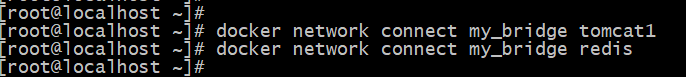 [root@localhost ~]#
[root@localhost ~]# docker network connect my_bridge tomcat1
[root@localhost ~]# docker network connect my_bridge redis
[root@localhost ~]#